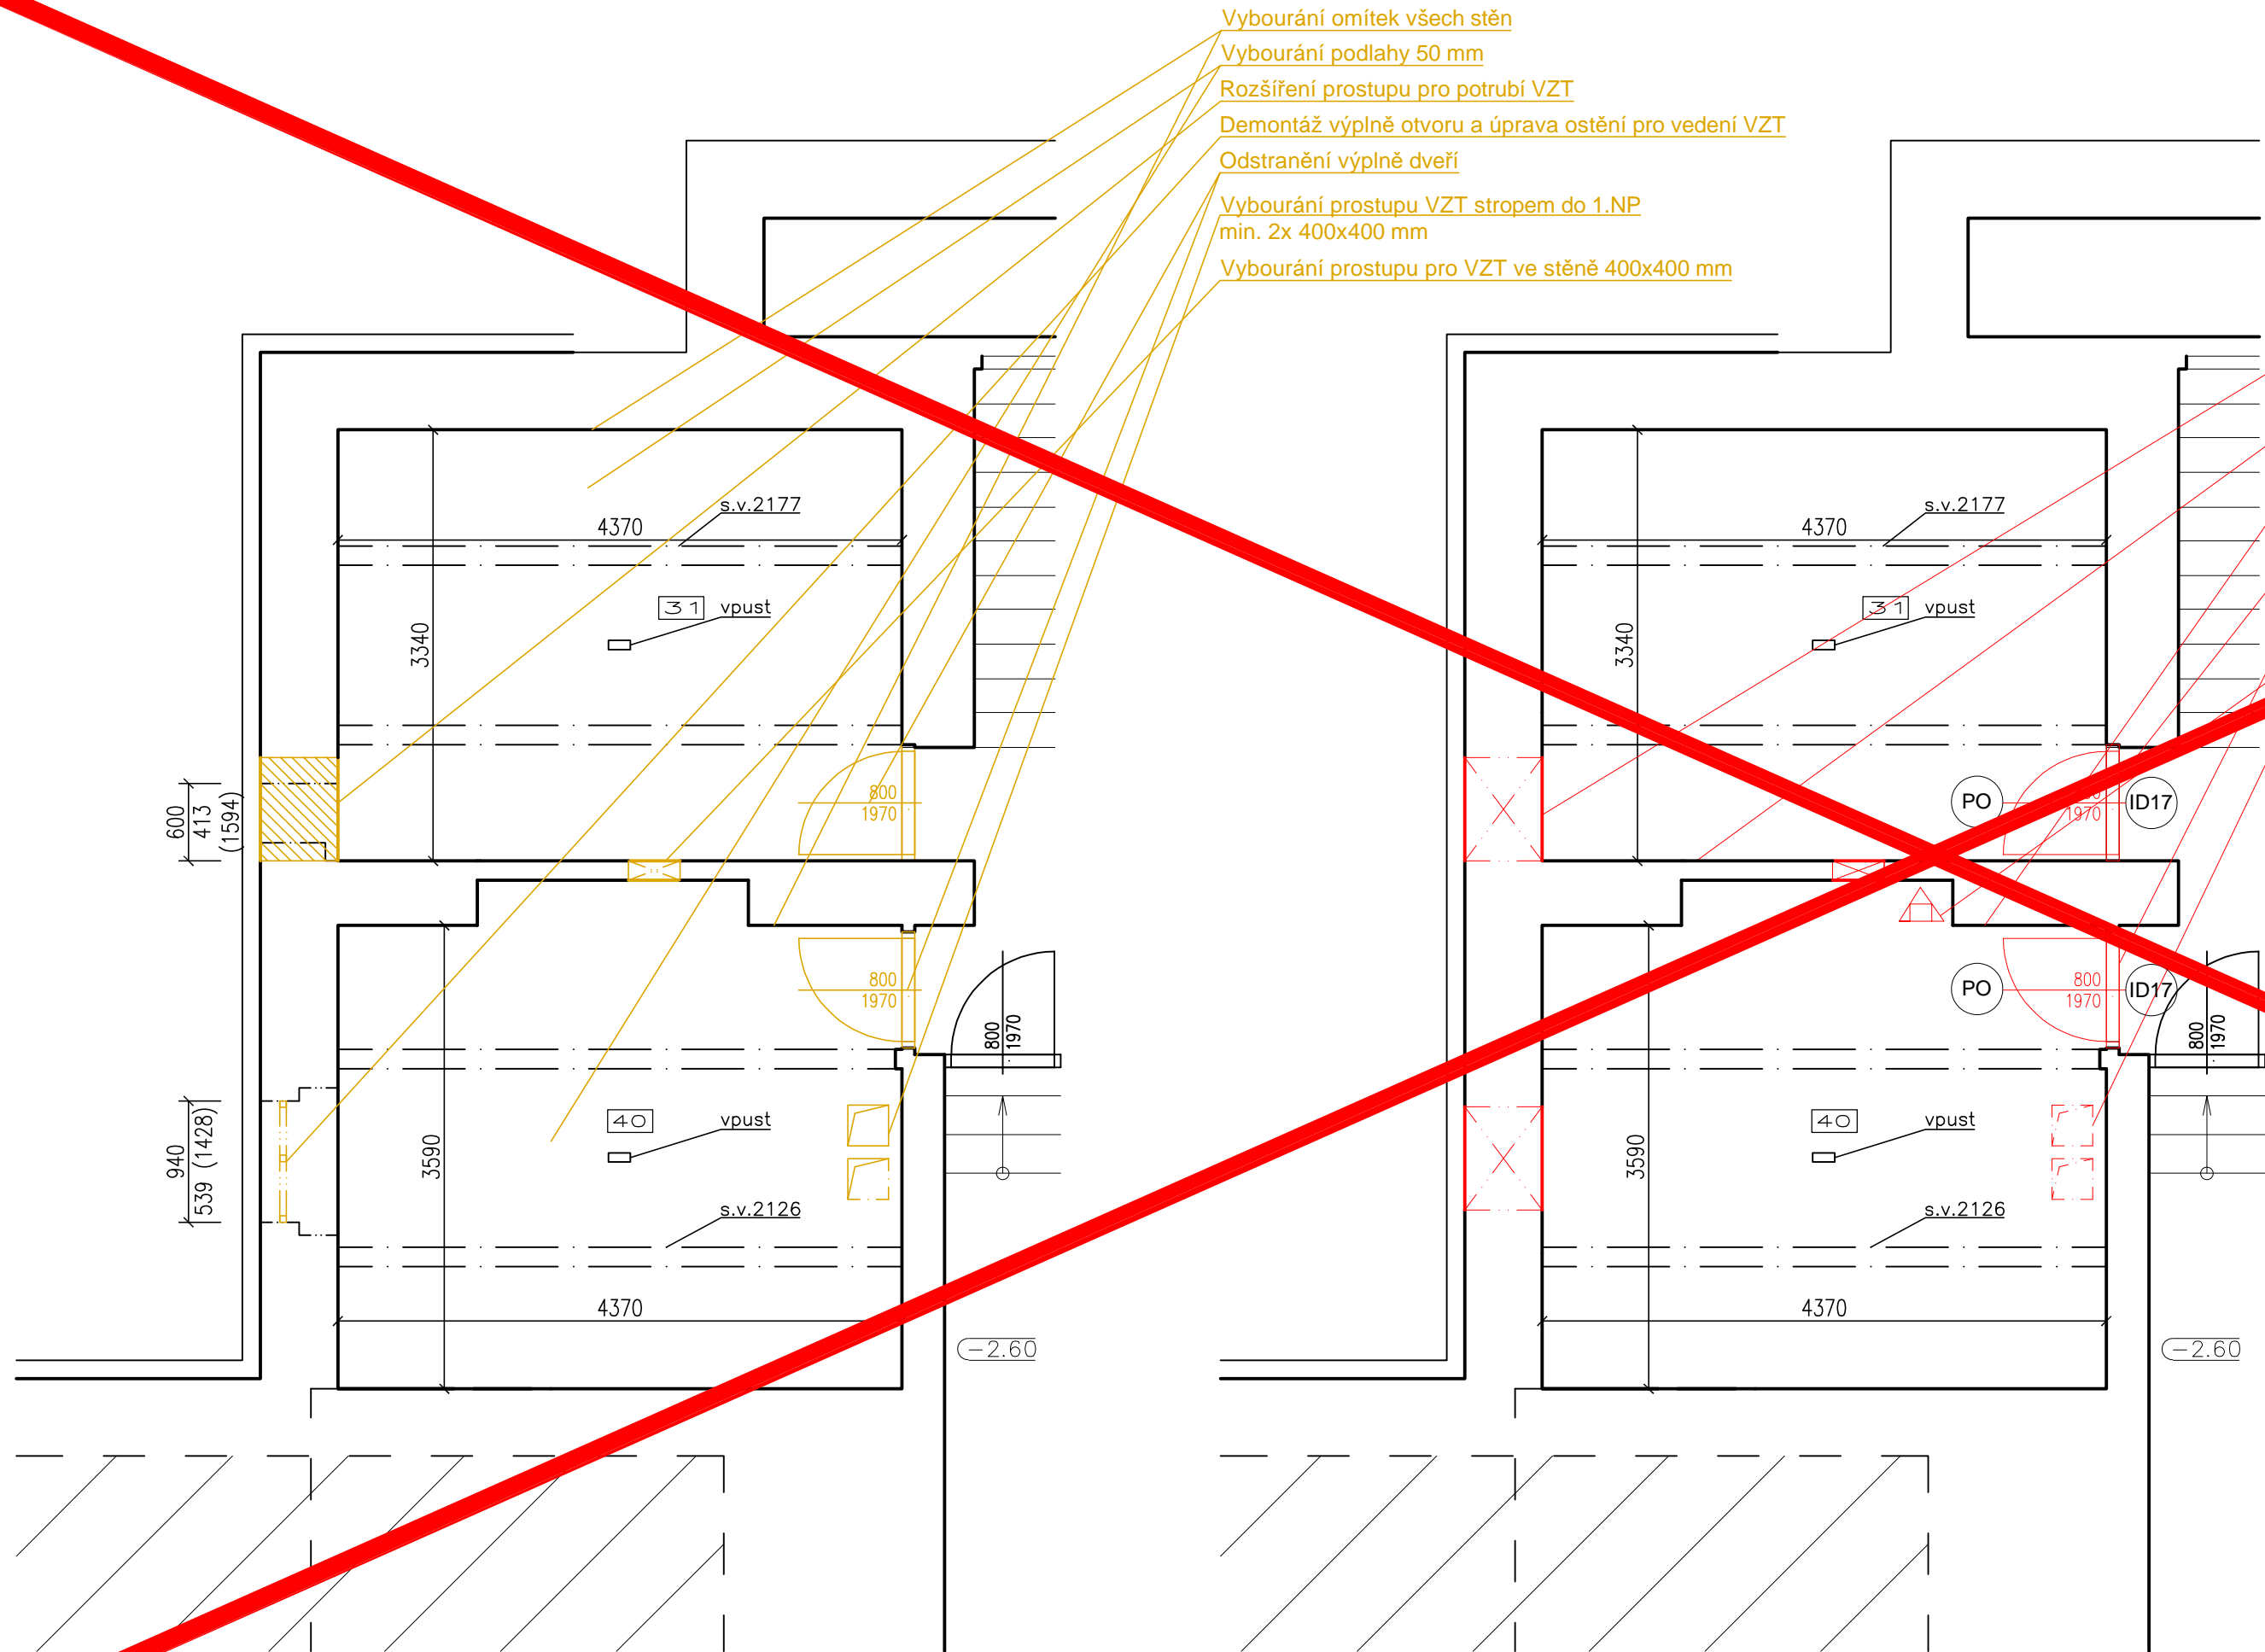 Vybourání omítek všech stěn
Vybourání podlahy 50 mm
Rozšíření prostupu pro potrubí VZT
Demontáž výplně otvoru a úprava ostění pro vedení VZT
Odstranění výplně dveří
Vybourání prostupu VZT stropem do 1.NP
min. 2x 400x400 mm
Vybourání prostupu pro VZT ve stěně 400x400 mm
s.v.2177
4370
31 vpust
3340
600
413
(1594)
800
1970
800
1970
800
1970
40 vpust
3590
940
539 (1428)
s.v.2126
4370
-2.60
s.v.2177
4370
31 vpust
3340
PO
1970
ID17
PO
800
1970
ID17
800
1970
40 vpust
3590
s.v.2126
4370
-2.60